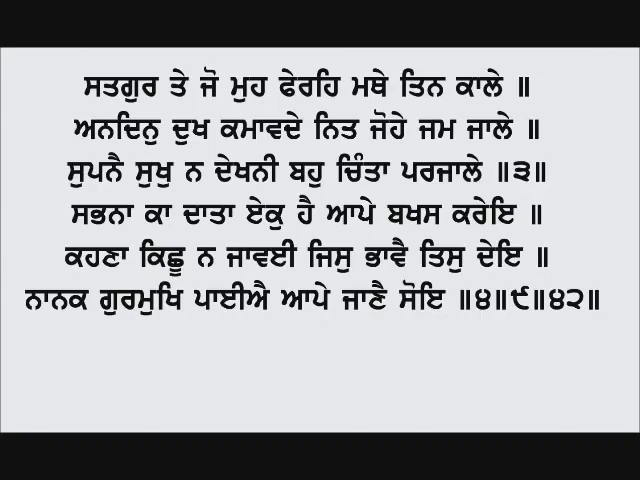 ਸਤਗੁਰ ਤੇ ਜੋ ਮੁਹ ਫੇਰਹਿ ਮਥੇ ਤਿਨ ਕਾਲੇ ॥
ਅਨਦਿਨੁ ਦੁਖ ਕਮਾਵਦੇ ਨਿਤ ਜੋਹੇ ਜਮ ਜਾਲੇ ॥
ਸੁਪਨੈ ਸੁਖੁ ਨ ਦੇਖਨੀ ਬਹੁ ਚਿੰਤਾ ਪਰਜਾਲੇ ॥੩॥
ਸਭਨਾ ਕਾ ਦਾਤਾ ਏਕੁ ਹੈ ਆਪੇ ਬਖਸ ਕਰੇਇ ॥
ਕਹਣਾ ਕਿਛੂ ਨ ਜਾਵਈ ਜਿਸੁ ਭਾਵੈ ਤਿਸੁ ਦੇਇ ॥
ਨਾਨਕ ਗੁਰਮੁਖਿ ਪਾਈਐ ਆਪੇ ਜਾਣੈ ਸੋਇ ॥੪॥੯॥੪੨॥